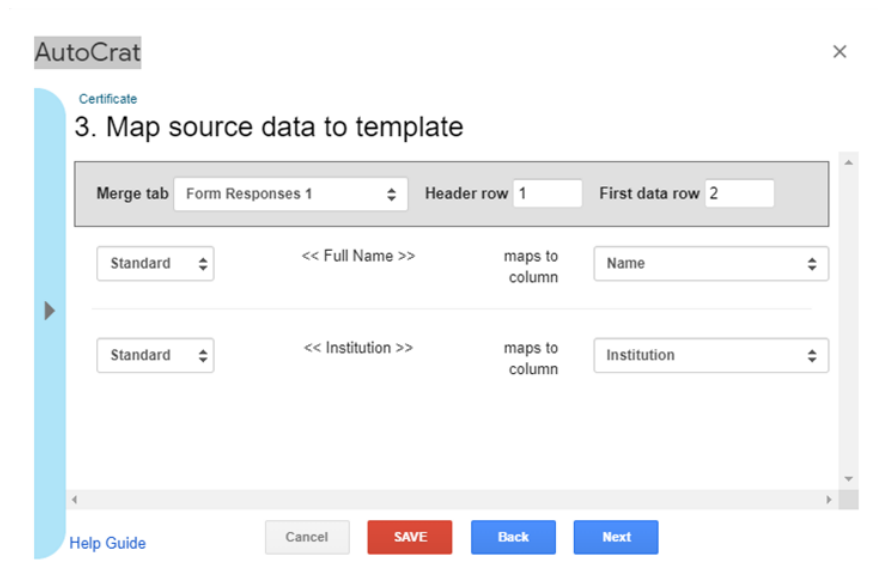 AutoCrat
×
Certificate
3. Map source data to template
Merge tab Form Responses 1 Header row 1 First data row 2
Standard << Full Name >> maps to column Name
Standard << Institution >> maps to column Institution
Help Guide Cancel SAVE Back Next